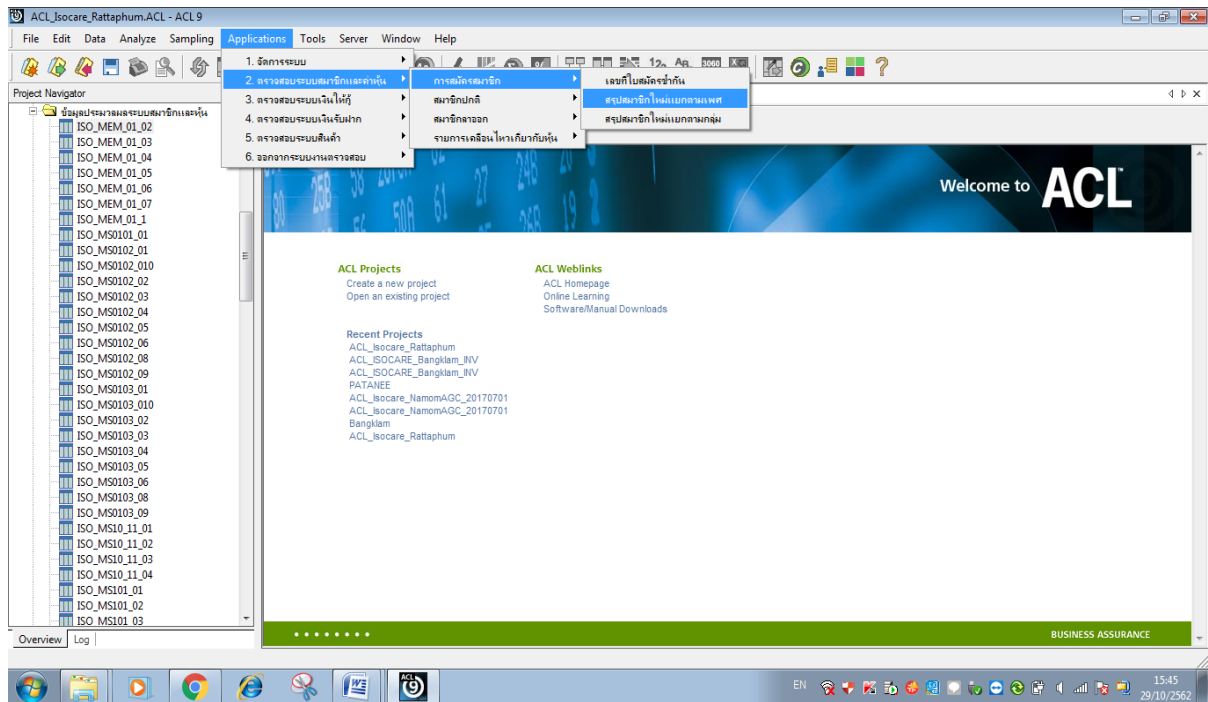 ACL_Isocare_Rattaphum.ACL - ACL 9
File Edit Data Analyze Sampling Applications Tools Server Window Help
1. จัดการระบบ
2. ตรวจสอบระบบสมาชิกและค่าหุ้น
3. ตรวจสอบระบบเงินให้กู้
4. ตรวจสอบระบบเงินรับฝาก
5. ตรวจสอบระบบสินค้า
6. ออกจากระบบงานตรวจสอบ
การสมัครสมาชิก
สมาชิกปกติ
สมาชิกลาออก
รายการเคลื่อนไหวเกี่ยวกับหุ้น
เลขที่ใบสมัครซ้ำกัน
สรุปสมาชิกใหม่แยกตามเพศ
สรุปสมาชิกใหม่แยกตามกลุ่ม
Project Navigator
ข้อมูลประมวลผลระบบสมาชิกและหุ้น
ISO_MEM_01_02
ISO_MEM_01_03
ISO_MEM_01_04
ISO_MEM_01_05
ISO_MEM_01_06
ISO_MEM_01_07
ISO_MEM_01_1
ISO_MS0101_01
ISO_MS0102_01
ISO_MS0102_010
ISO_MS0102_02
ISO_MS0102_03
ISO_MS0102_04
ISO_MS0102_05
ISO_MS0102_06
ISO_MS0102_08
ISO_MS0102_09
ISO_MS0103_01
ISO_MS0103_010
ISO_MS0103_02
ISO_MS0103_03
ISO_MS0103_04
ISO_MS0103_05
ISO_MS0103_06
ISO_MS0103_08
ISO_MS0103_09
ISO_MS10_11_01
ISO_MS10_11_02
ISO_MS10_11_03
ISO_MS10_11_04
ISO_MS101_01
ISO_MS101_02
ISO_MS101_03
Overview Log
Welcome to ACL
ACL Projects
Create a new project
Open an existing project
ACL Weblinks
ACL Homepage
Online Learning
Software/Manual Downloads
Recent Projects
ACL_Isocare_Rattaphum
ACL_ISOCARE_Bangklam_INV
ACL_ISOCARE_Bangklam_INV
PATANEE
ACL_Isocare_NamomAGC_20170701
ACL_Isocare_NamomAGC_20170701
Bangklam
ACL_Isocare_Rattaphum
BUSINESS ASSURANCE
EN
15:45
29/10/2562